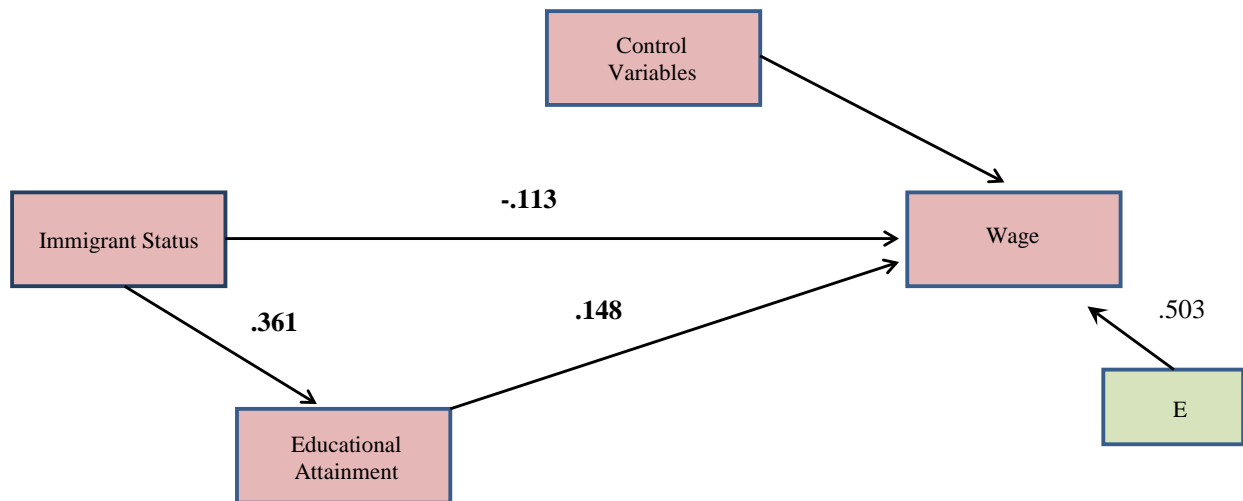 Control
Variables
-.113
Immigrant Status
Wage
.361
.148
.503
Educational
Attainment
E